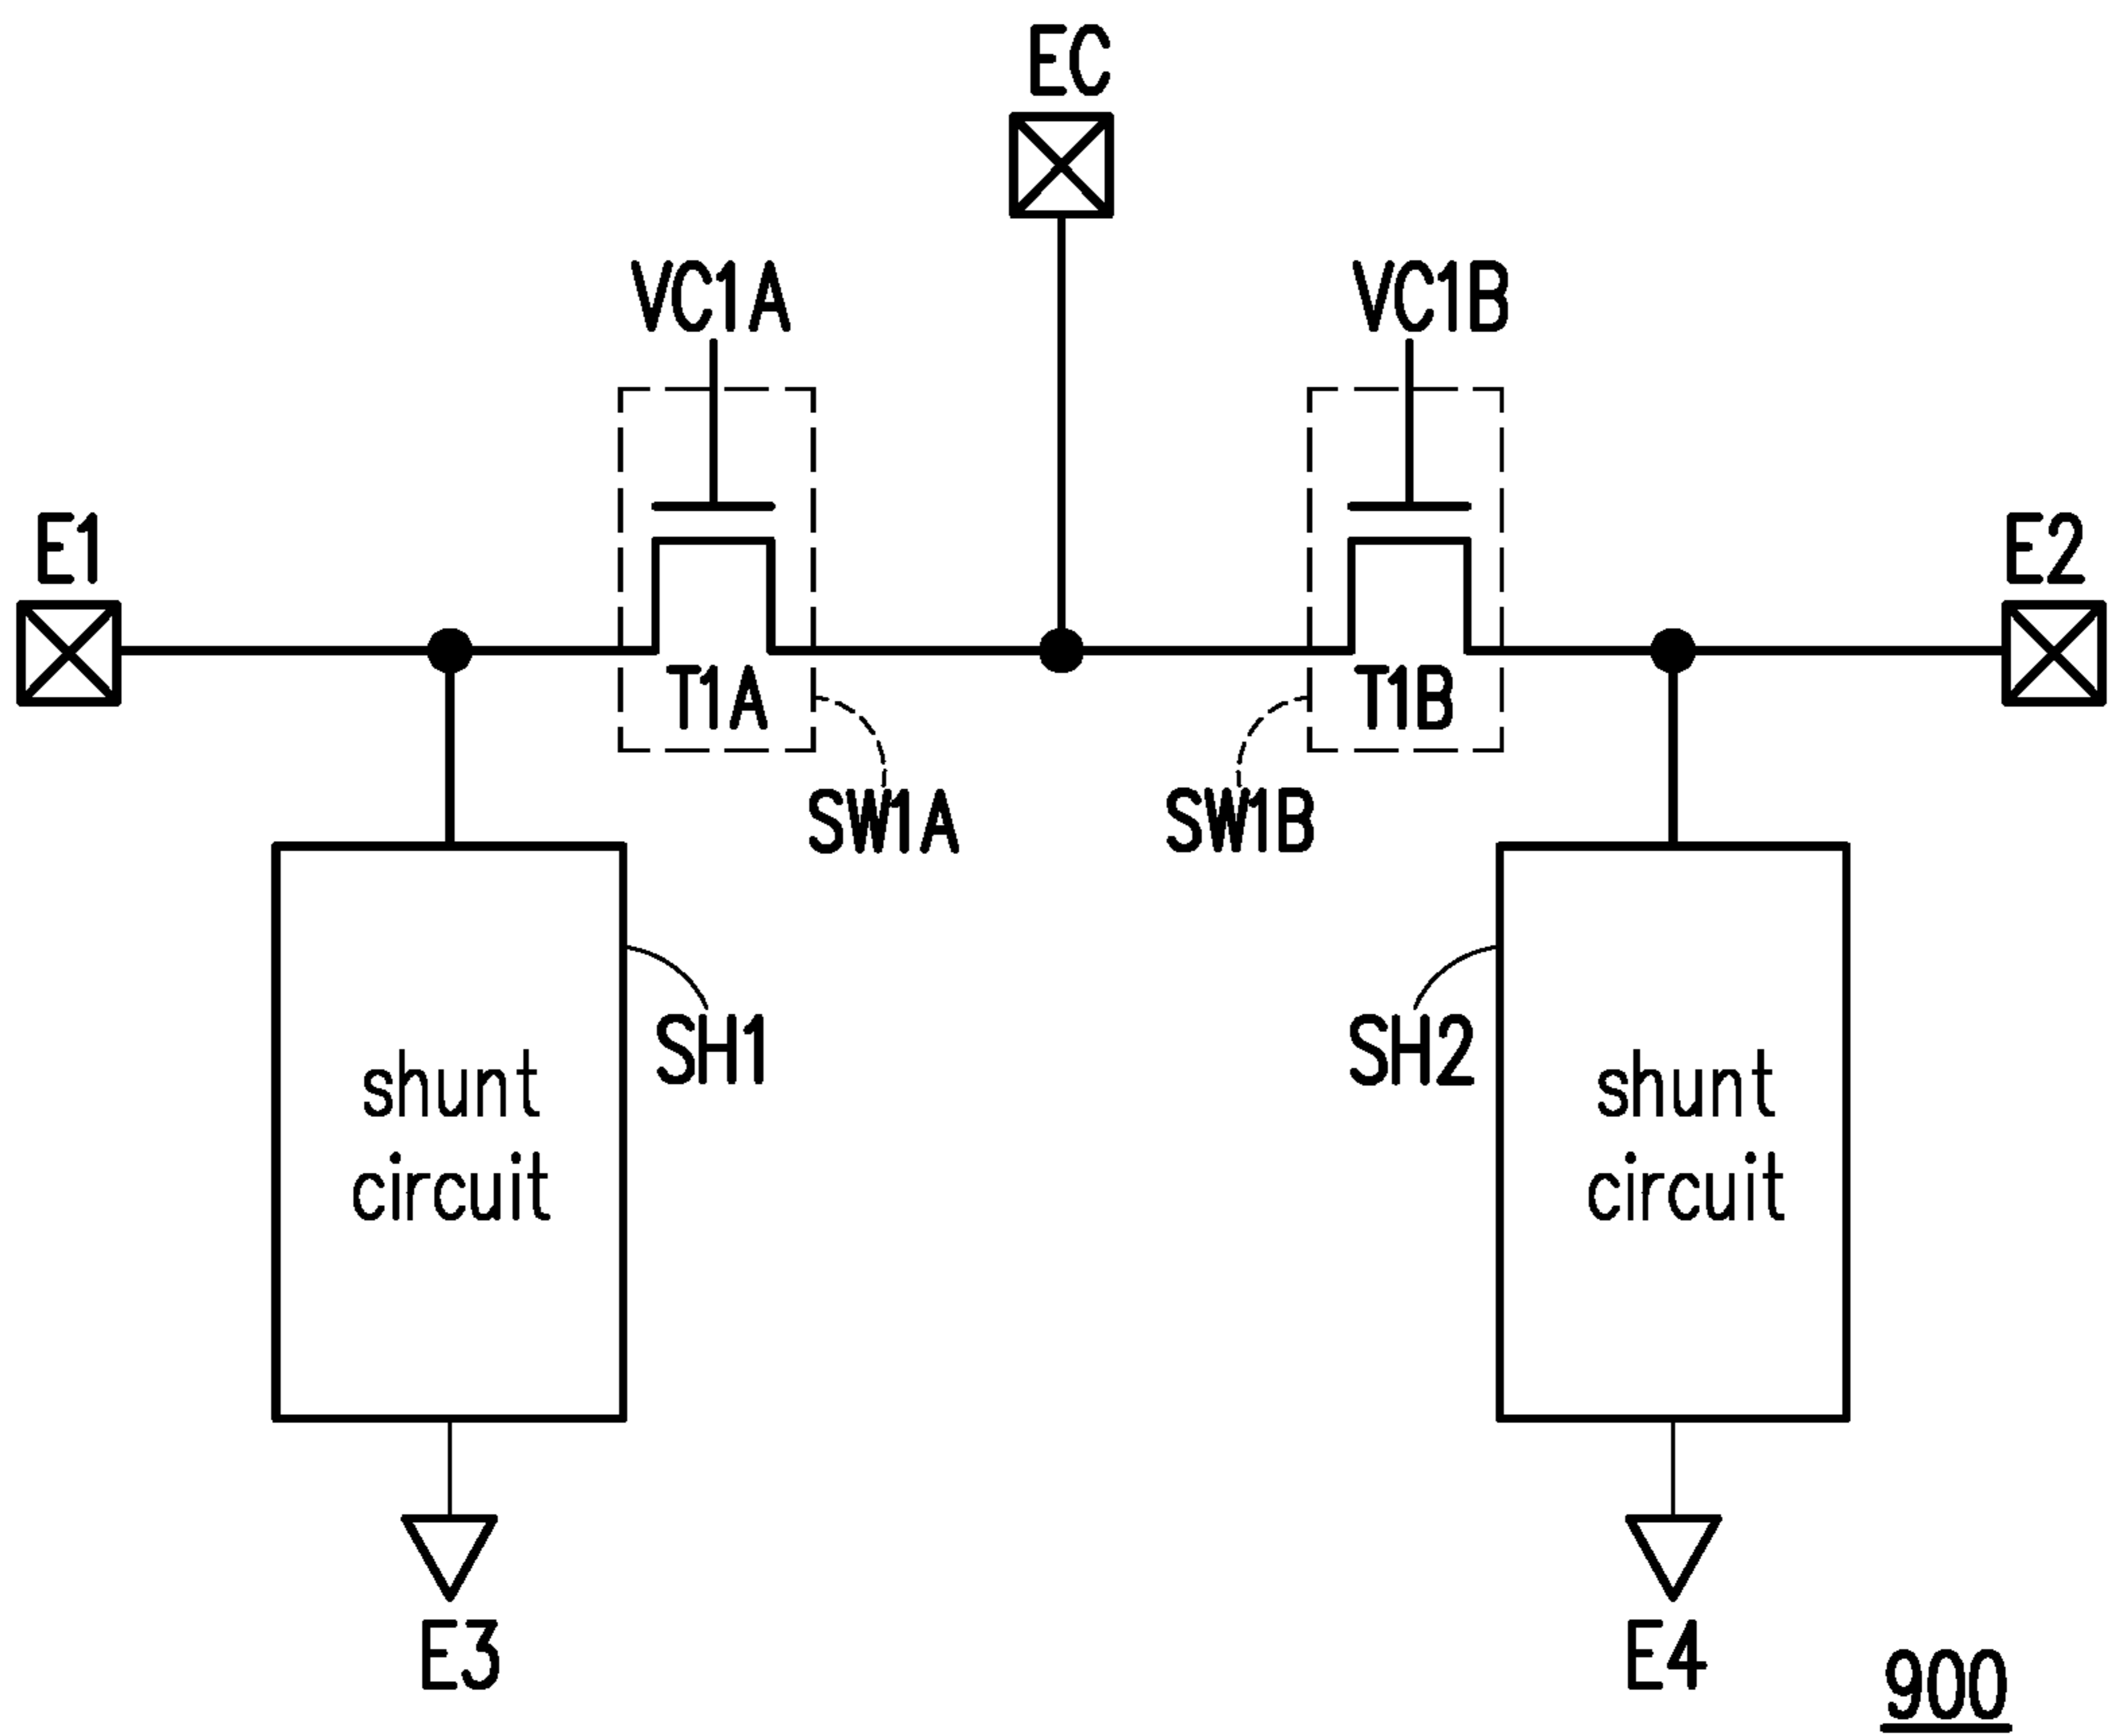 EC
VC1A
VC1B
E1
E2
T1A
T1B
SW1A
SW1B
SH1
SH2
shunt
circuit
shunt
circuit
E3
E4
900